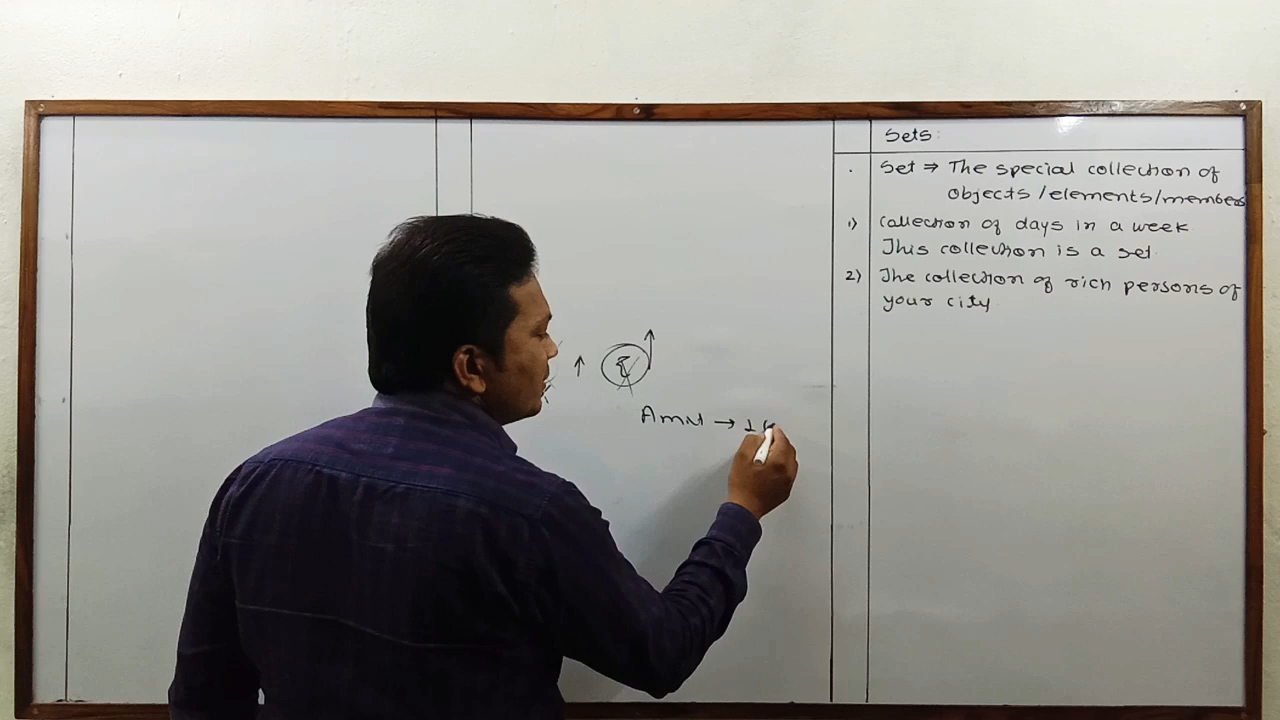 Sets:
. Set ⇒ The special collection of
objects/elements/members
1) Collection of days in a week.
This collection is a set.
2) The collection of rich persons of
your city
₹
→ 1